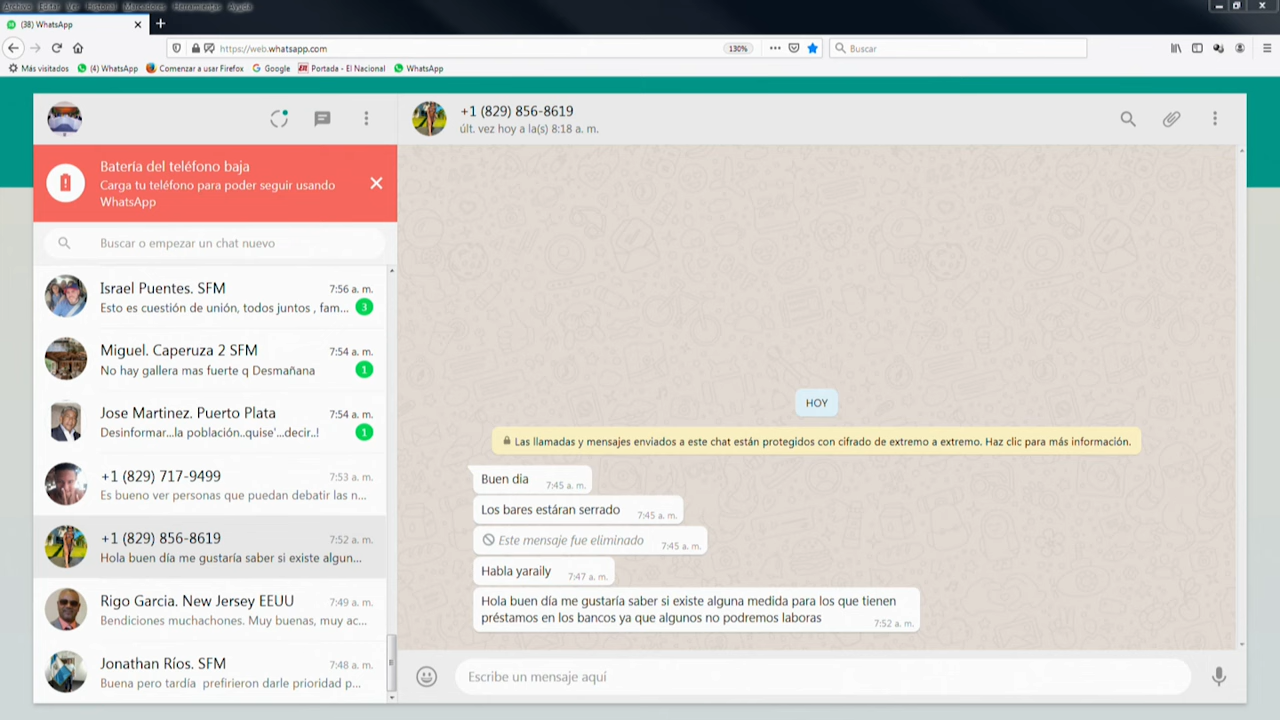 Archivo Editar Ver Historial Marcadores Herramientas Ayuda
(38) WhatsApp
https://web.whatsapp.com
130%
Buscar
Más visitados
(4) WhatsApp
Comenzar a usar Firefox
Google
Portada - El Nacional
WhatsApp
+1 (829) 856-8619
últ. vez hoy a la(s) 8:18 a. m.
Batería del teléfono baja
Carga tu teléfono para poder seguir usando
WhatsApp
Buscar o empezar un chat nuevo
Israel Puentes. SFM
7:56 a. m.
Esto es cuestión de unión, todos juntos , fam...
3
Miguel. Caperuza 2 SFM
7:54 a. m.
No hay gallera mas fuerte q Desmañana
1
Jose Martinez. Puerto Plata
7:54 a. m.
Desinformar...la población..quise'...decir..!
1
+1 (829) 717-9499
7:53 a. m.
Es bueno ver personas que puedan debatir las n...
+1 (829) 856-8619
7:52 a. m.
Hola buen día me gustaría saber si existe algun...
Rigo Garcia. New Jersey EEUU
7:49 a. m.
Bendiciones muchachones. Muy buenas, muy ac...
Jonathan Ríos. SFM
7:48 a. m.
Buena pero tardía prefirieron darle prioridad p...
HOY
Las llamadas y mensajes enviados a este chat están protegidos con cifrado de extremo a extremo. Haz clic para más información.
Buen dia
7:45 a. m.
Los bares estáran serrado
7:45 a. m.
Este mensaje fue eliminado
7:45 a. m.
Habla yaraily
7:47 a. m.
Hola buen día me gustaría saber si existe alguna medida para los que tienen
préstamos en los bancos ya que algunos no podremos laboras
7:52 a. m.
Escribe un mensaje aquí